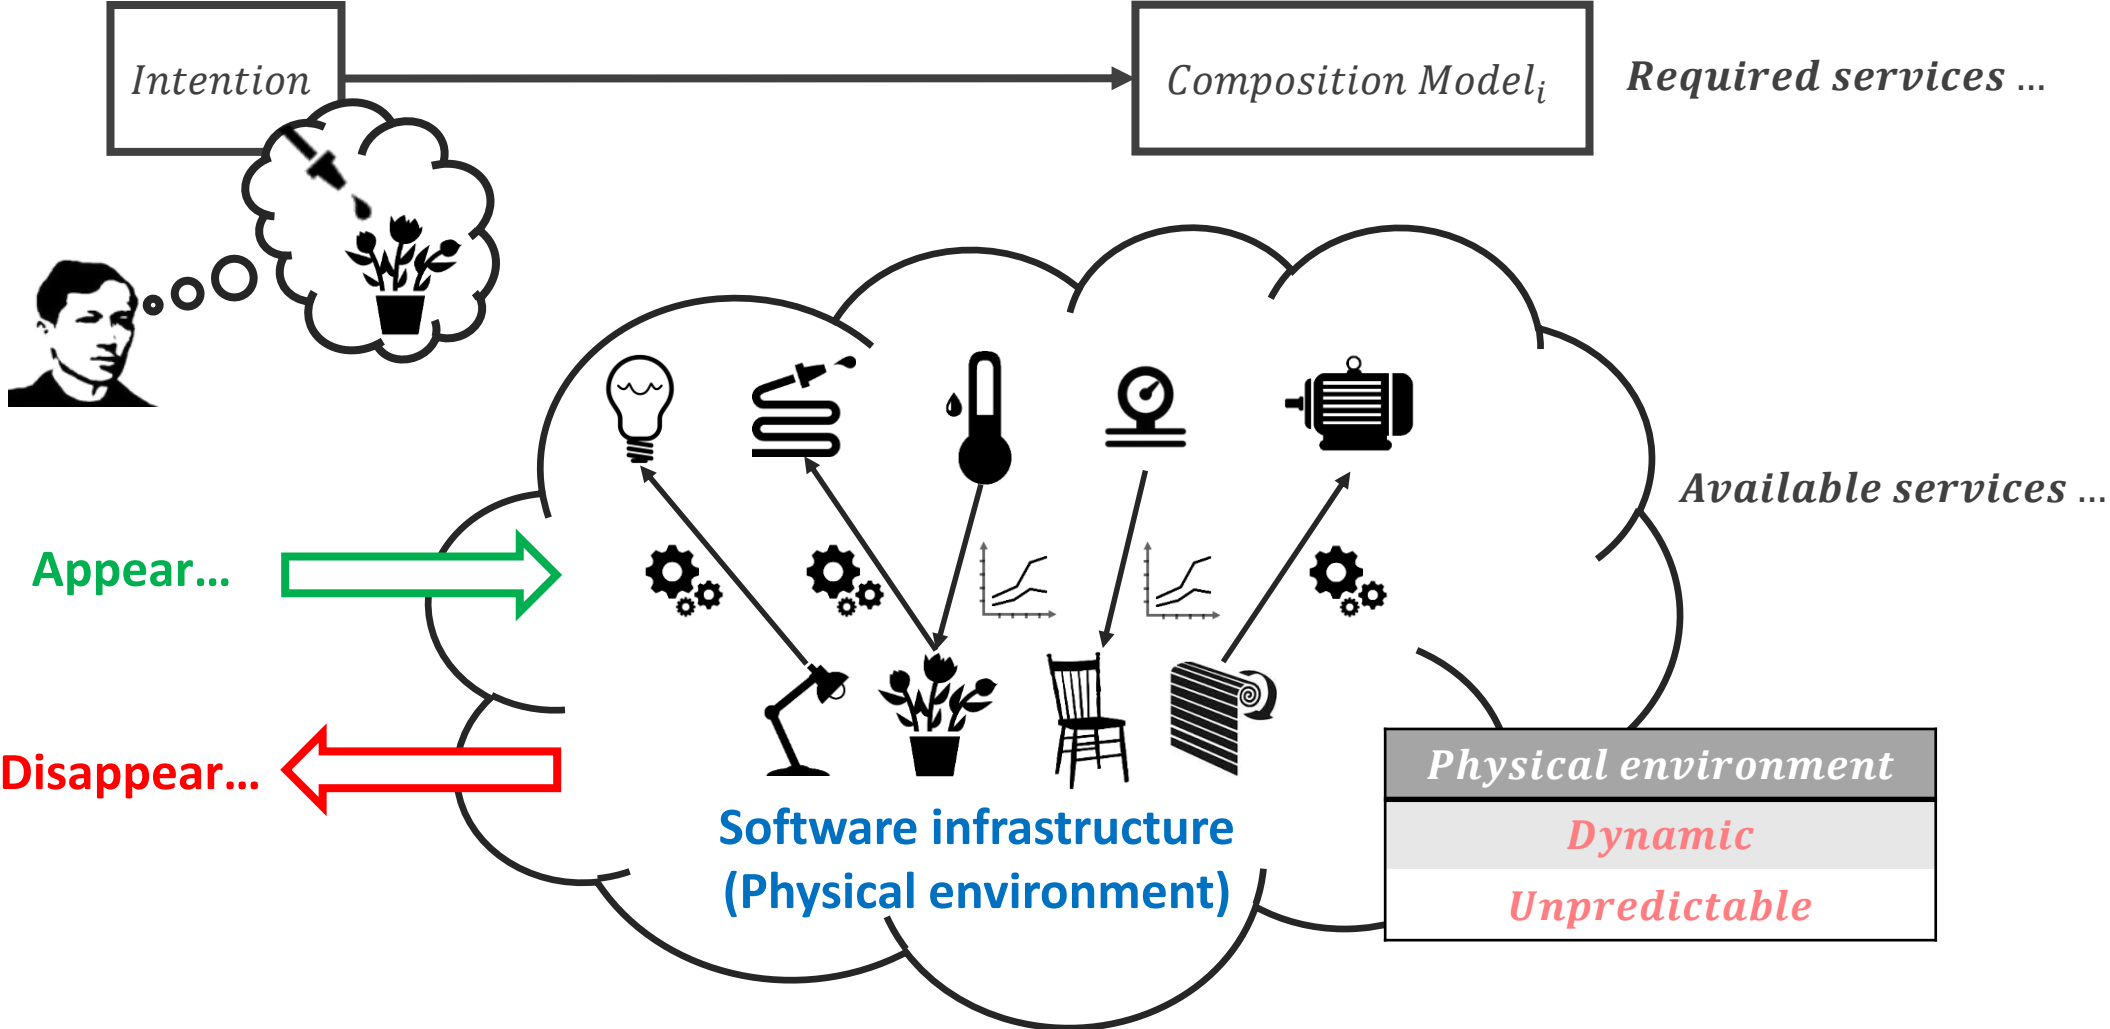 Intention
Composition Model_i
Required services ...
Available services ...
Appear...
Disappear...
Software infrastructure
(Physical environment)
Physical environment
Dynamic
Unpredictable